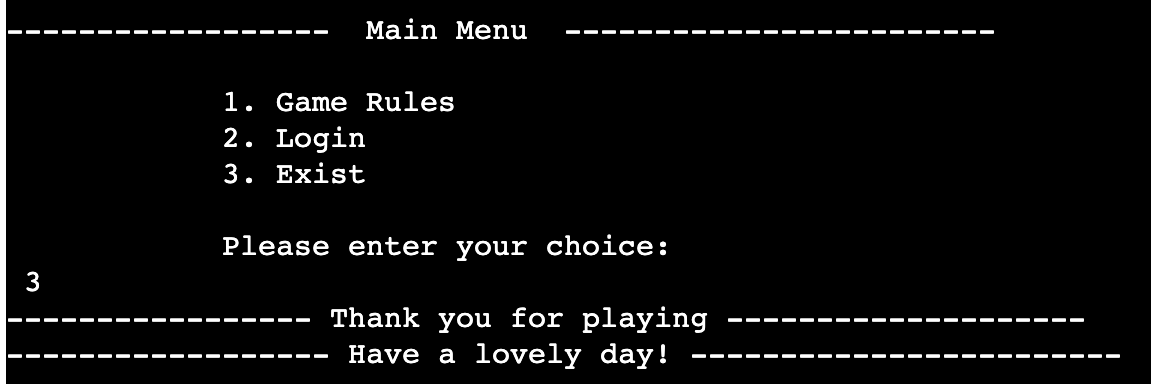 ------------------ Main Menu ------------------------
1. Game Rules
2. Login
3. Exist
Please enter your choice:
3
----------------- Thank you for playing --------------------
------------------ Have a lovely day! ------------------------